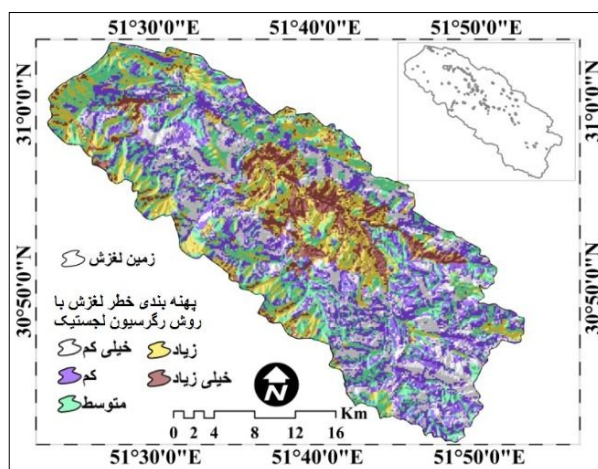 51°30'0"E 51°40'0"E 51°50'0"E
31°0'0"N
31°0'0"N
30°50'0"N
30°50'0"N
زمین لغزش
پهنه بندی خطر لغزش با
روش رگرسیون لجستیک
خیلی کم
زیاد
کم
خیلی زیاد
متوسط
N
Km
0 2 4 8 12 16
51°30'0"E 51°40'0"E 51°50'0"E